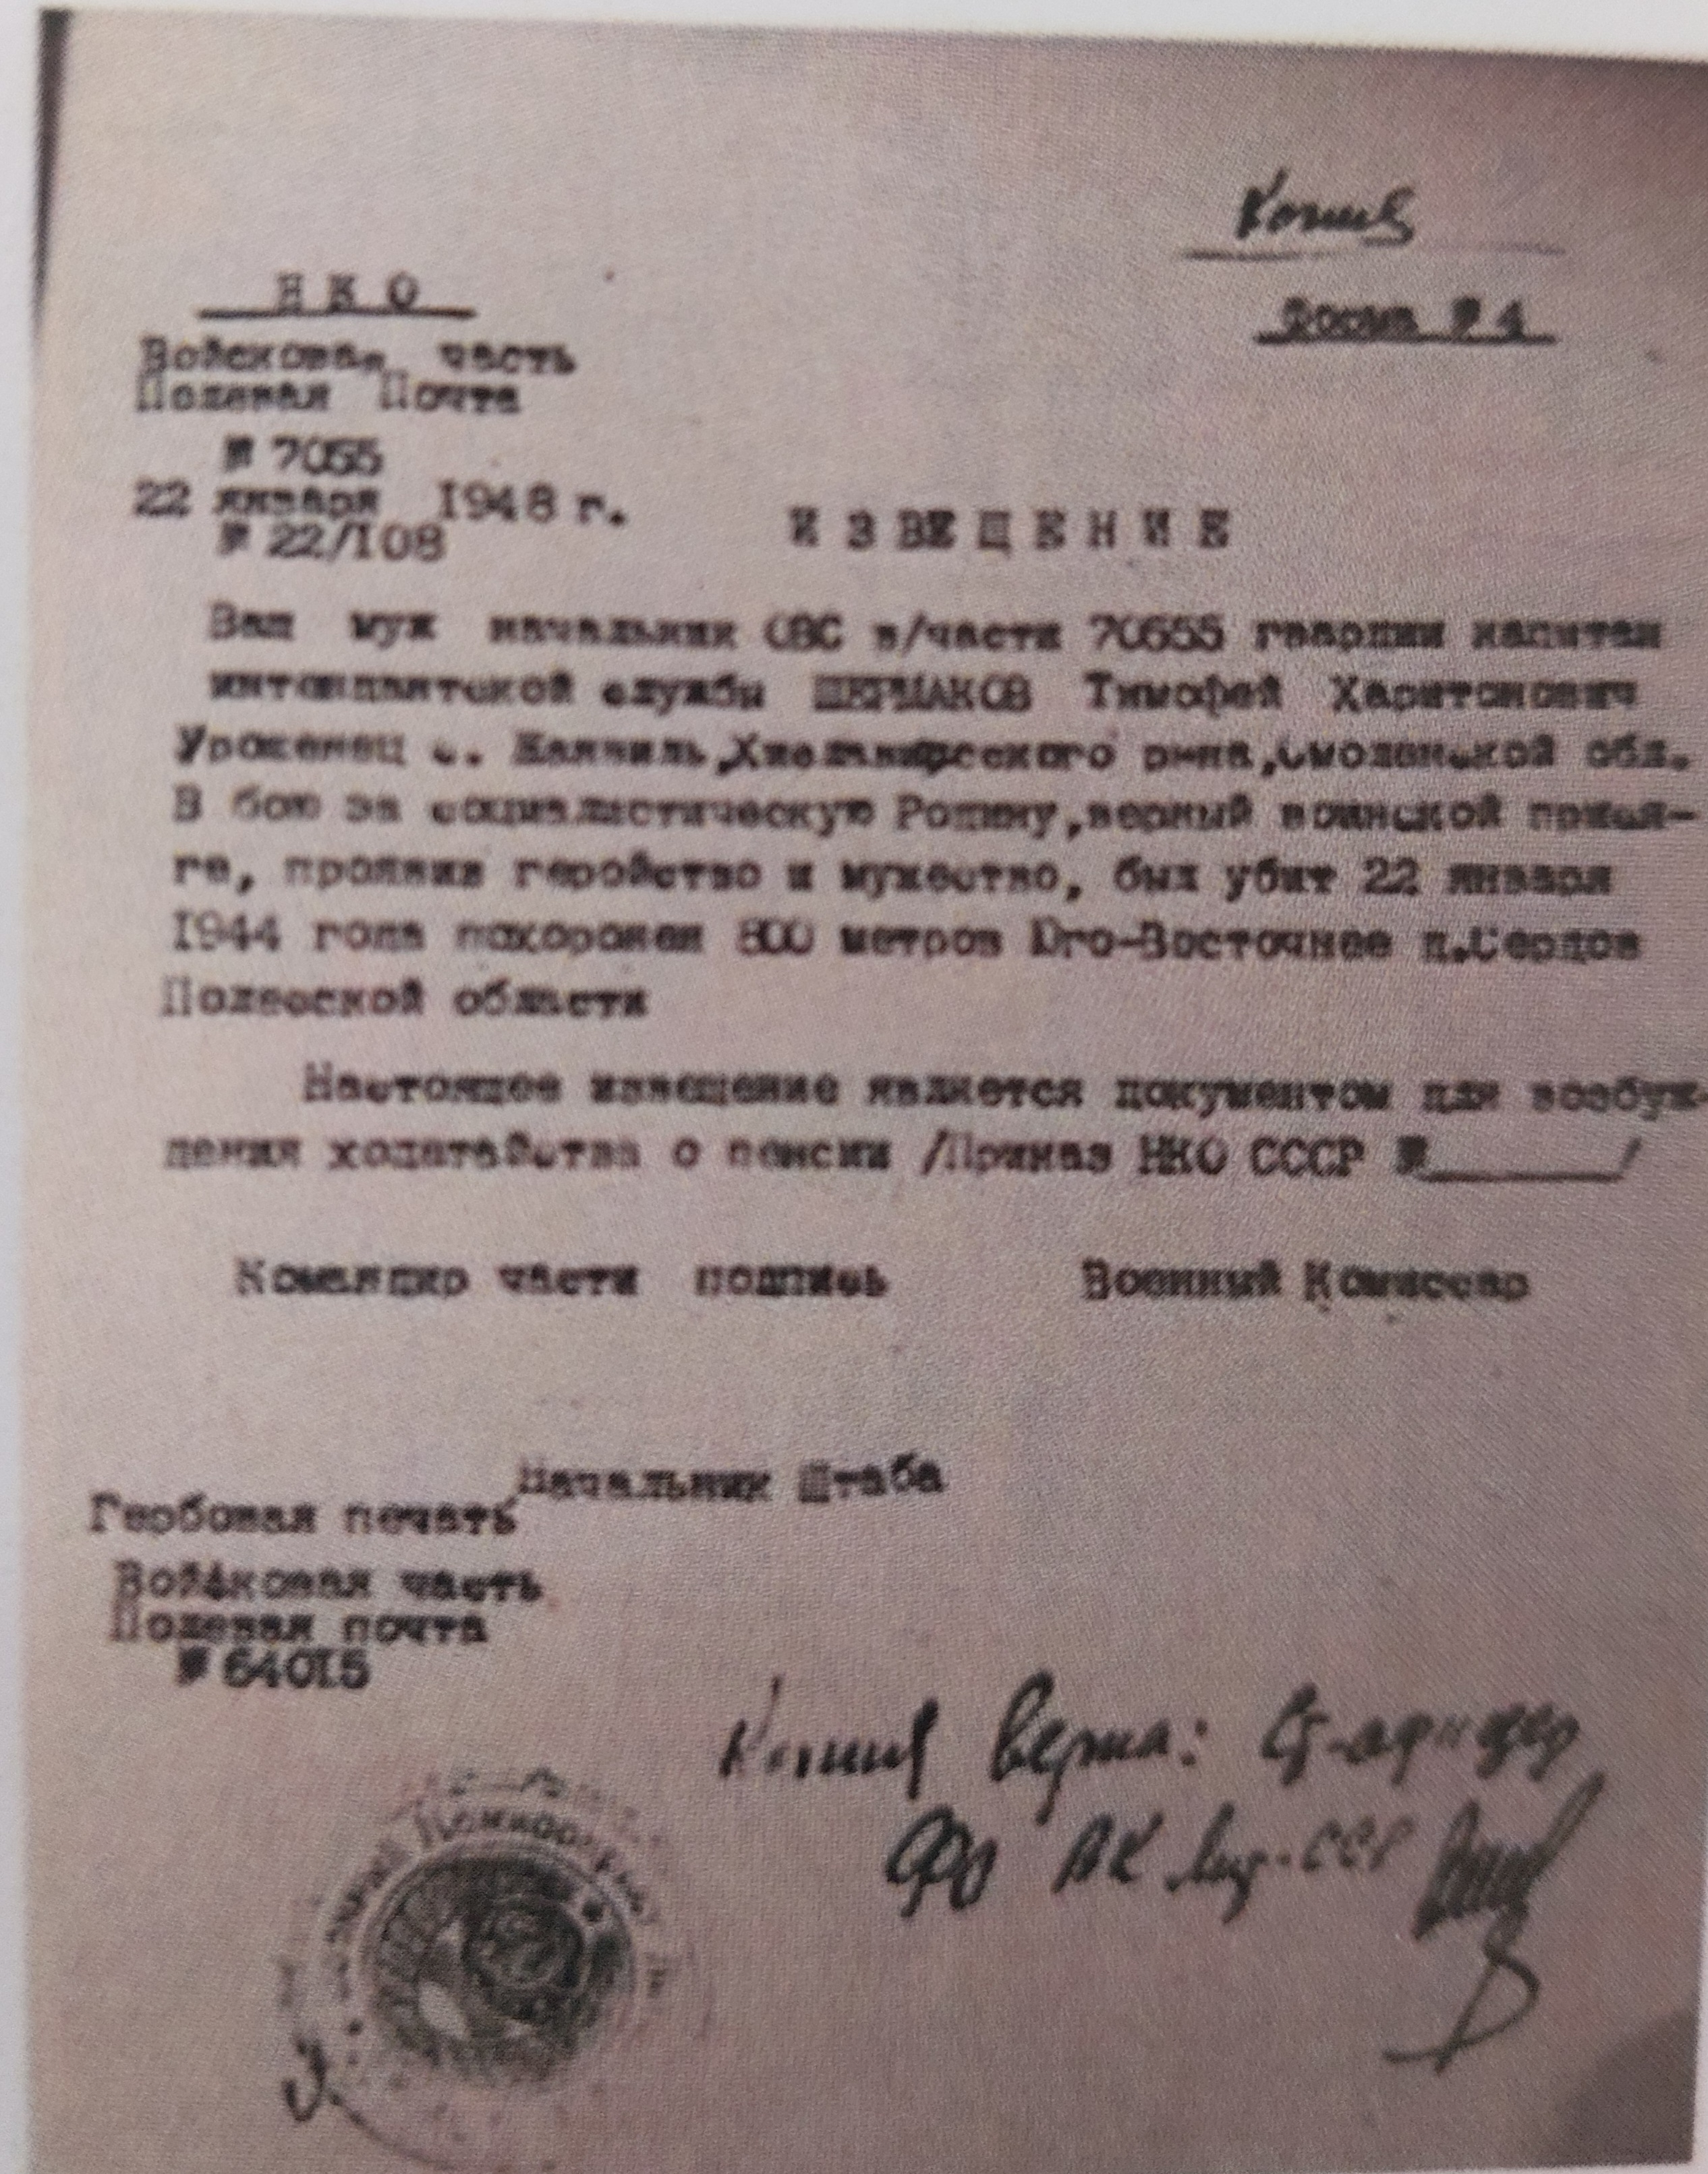 Копия
Н К О
Форма № 4
Войсковая часть
Полевая Почта
№ 7055
22 января 1948 г.
№ 22/108
И З ВЕ Щ Е Н И Е
Ваш муж начальник ОВС в/части 70655 гвардии капитан
интендантской службы Тимофей Харитонович
Уроженец с. р-на, Смоленской обл.
В бою за социалистическую Родину, верный воинской прися-
ге, проявив геройство и мужество, был убит 22 января
1944 года похоронен 800 метров Юго-Восточнее д.
Полесской области
Настоящее извещение является документом для возбуж-
дения ходатайства о пенсии /Приказ НКО СССР №______/
Командир части подпись Военный Комиссар
Начальник Штаба
Гербовая печать
Войсковая часть
Полевая почта
№ 64015
Копия верна:
ВК ССР